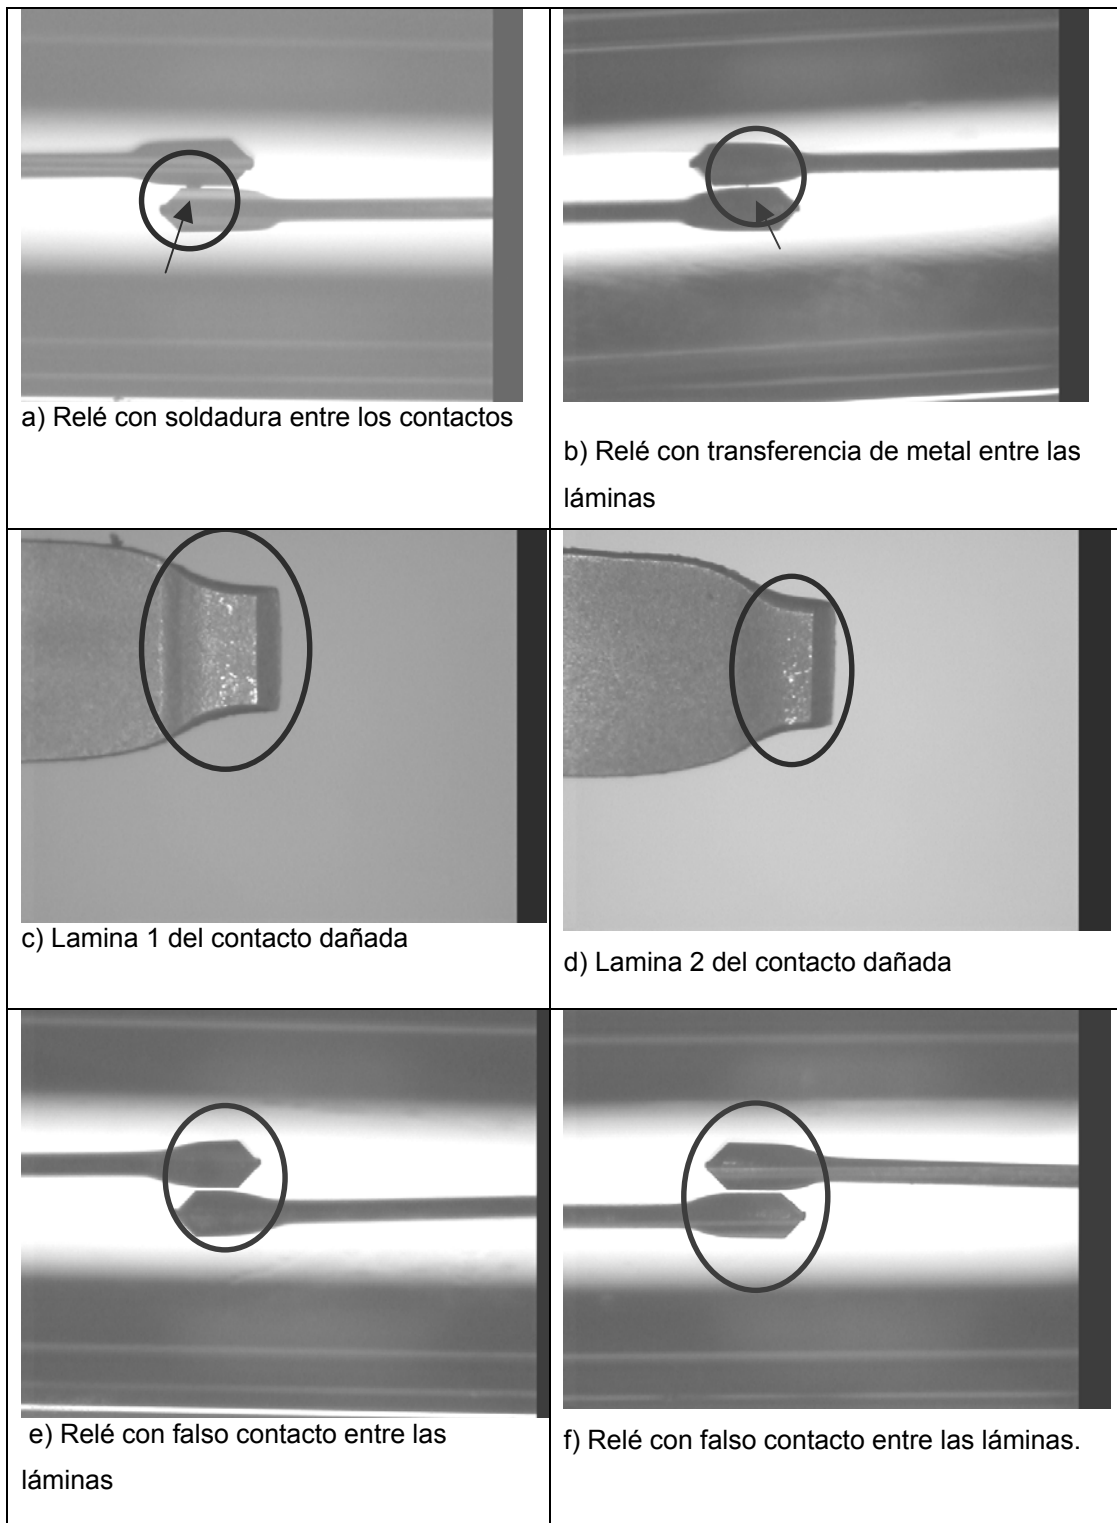 a) Relé con soldadura entre los contactos
b) Relé con transferencia de metal entre las
láminas
c) Lamina 1 del contacto dañada
d) Lamina 2 del contacto dañada
e) Relé con falso contacto entre las
láminas
f) Relé con falso contacto entre las láminas.